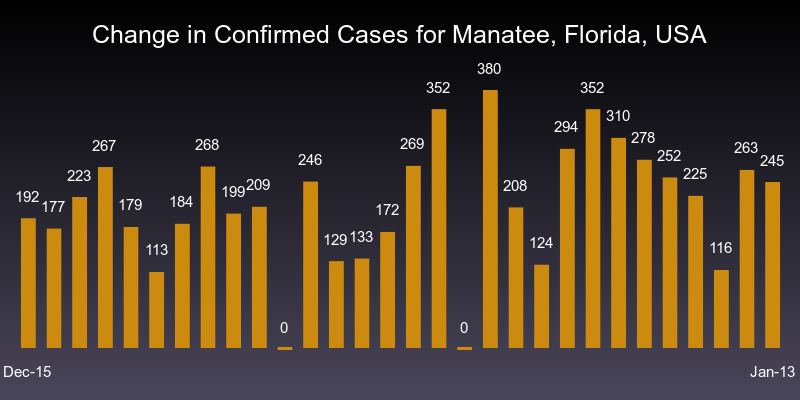 Change in Confirmed Cases for Manatee, Florida, USA
192 177 223 267 179 113 184 268 199 209 0 246 129 133 172 269 352 0 380 208 124 294 352 310 278 252 225 116 263 245
Dec-15 Jan-13